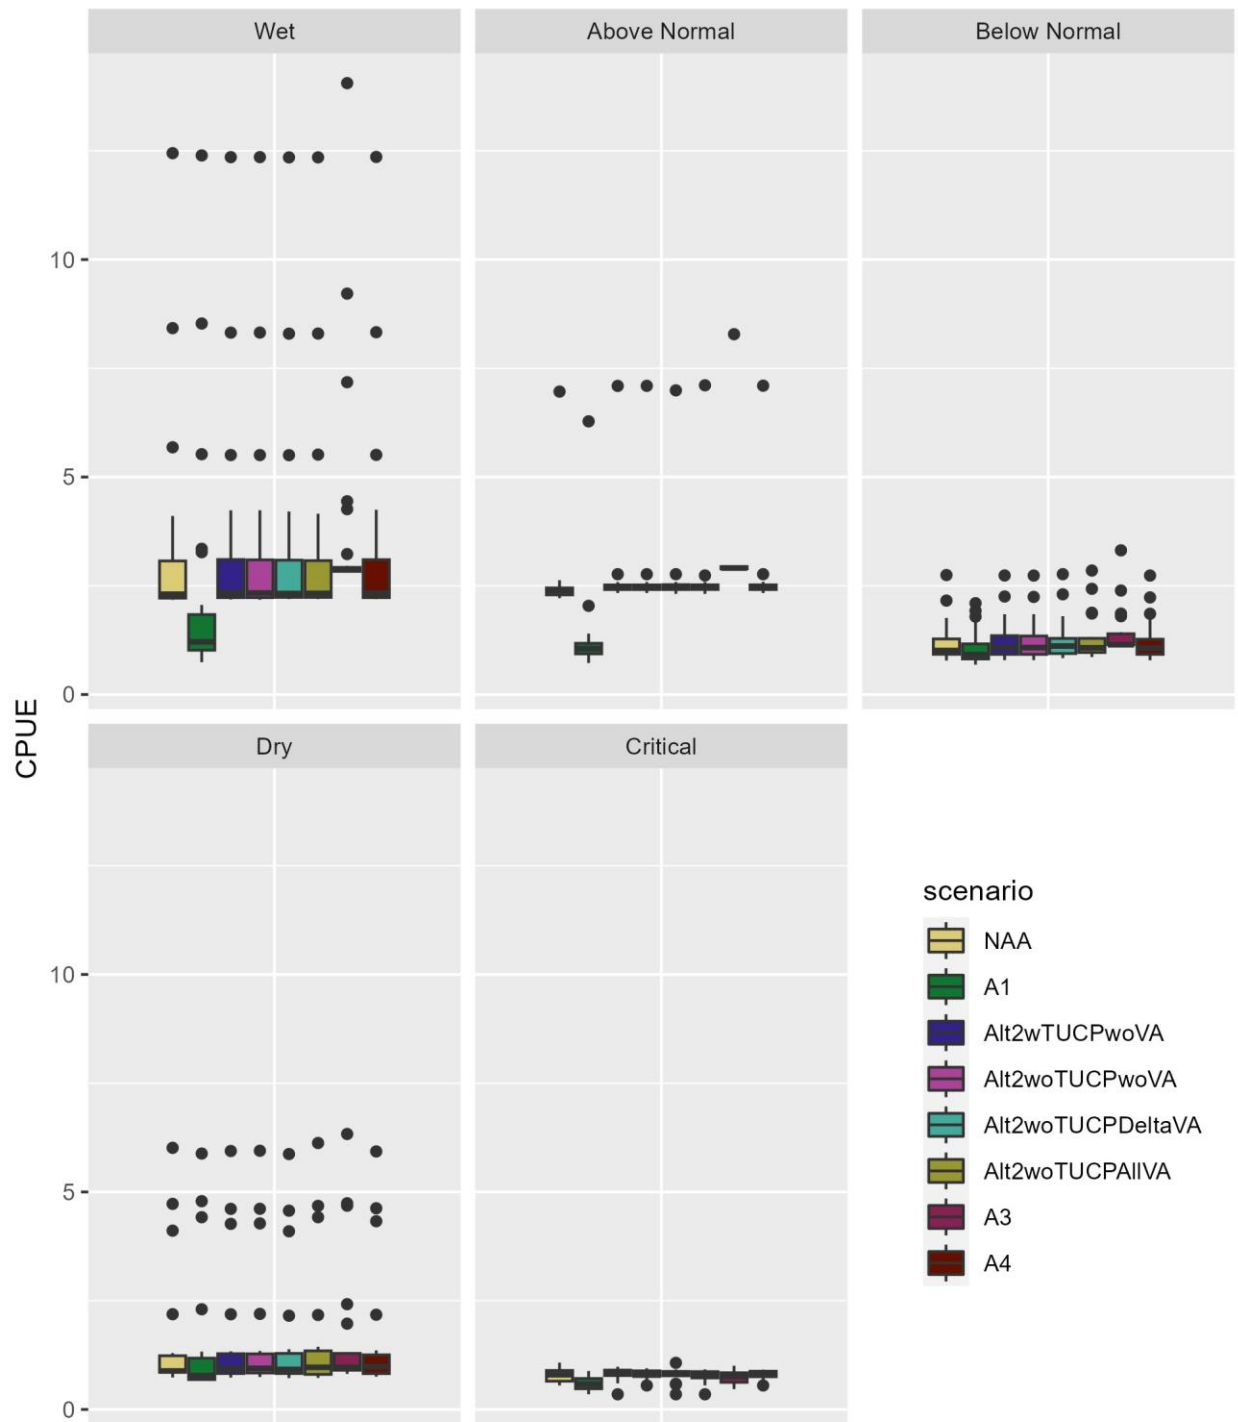 Wet
Above Normal
Below Normal
10
5
0
CPUE
Dry
Critical
10
5
0
scenario
NAA
A1
Alt2wTUCPwoVA
Alt2woTUCPwoVA
Alt2woTUCPDeltaVA
Alt2woTUCPAllVA
A3
A4